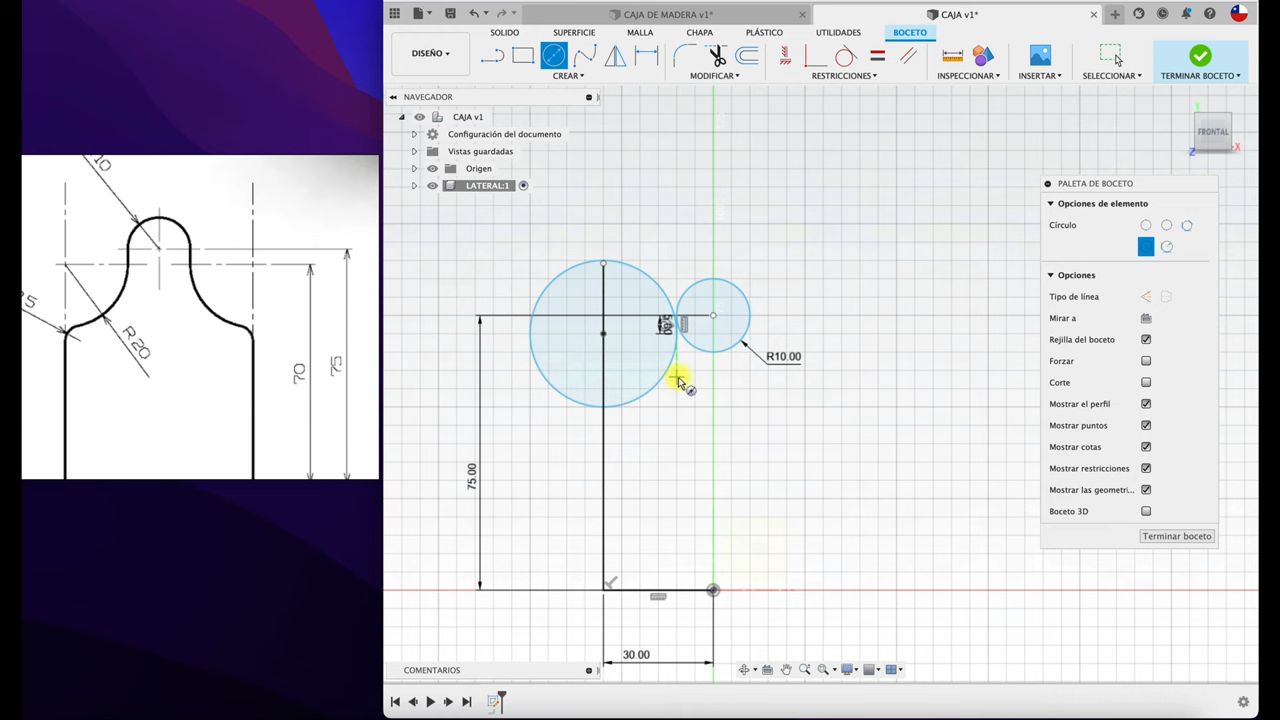 CAJA DE MADERA v1*
CAJA v1*
SOLIDO
SUPERFICIE
MALLA
CHAPA
PLÁSTICO
UTILIDADES
BOCETO
DISEÑO
CREAR
MODIFICAR
RESTRICCIONES
INSPECCIONAR
INSERTAR
SELECCIONAR
TERMINAR BOCETO
NAVEGADOR
CAJA v1
Configuración del documento
Vistas guardadas
Origen
LATERAL:1
FRONTAL
X
Y
Z
PALETA DE BOCETO
Opciones de elemento
Círculo
Opciones
Tipo de línea
Mirar a
Rejilla del boceto
Forzar
Corte
Mostrar el perfil
Mostrar puntos
Mostrar cotas
Mostrar restricciones
Mostrar las geometri...
Boceto 3D
Terminar boceto
10
R20
70
75
R10.00
75.00
30.00
COMENTARIOS